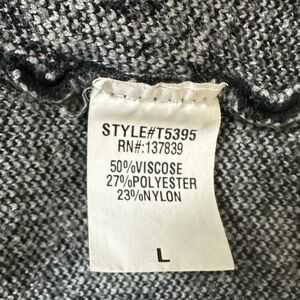 STYLE#T5395
RN#:137839
50%VISCOSE
27%POLYESTER
23%NYLON
L